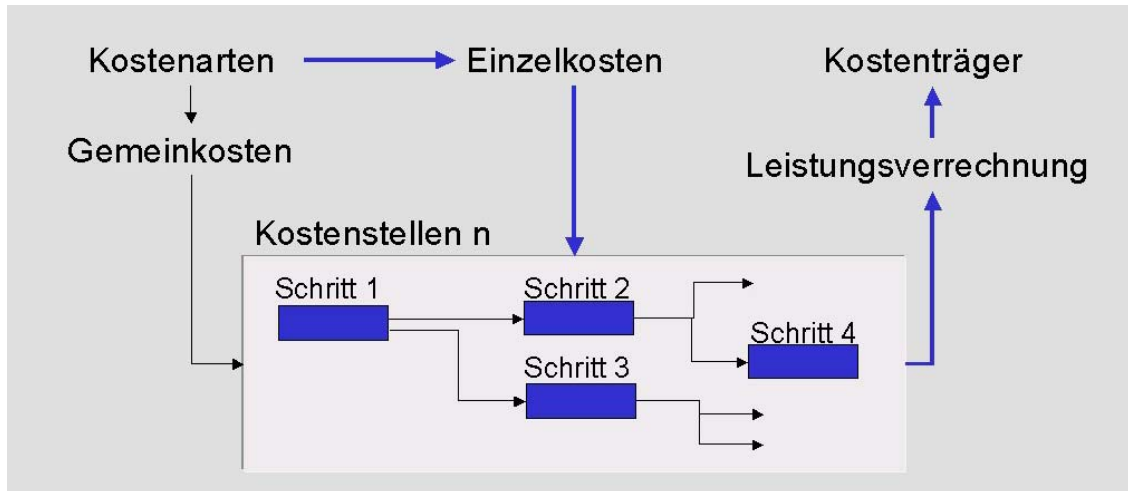 Kostenarten
Einzelkosten
Kostenträger
Gemeinkosten
Leistungsverrechnung
Kostenstellen n
Schritt 1
Schritt 2
Schritt 4
Schritt 3